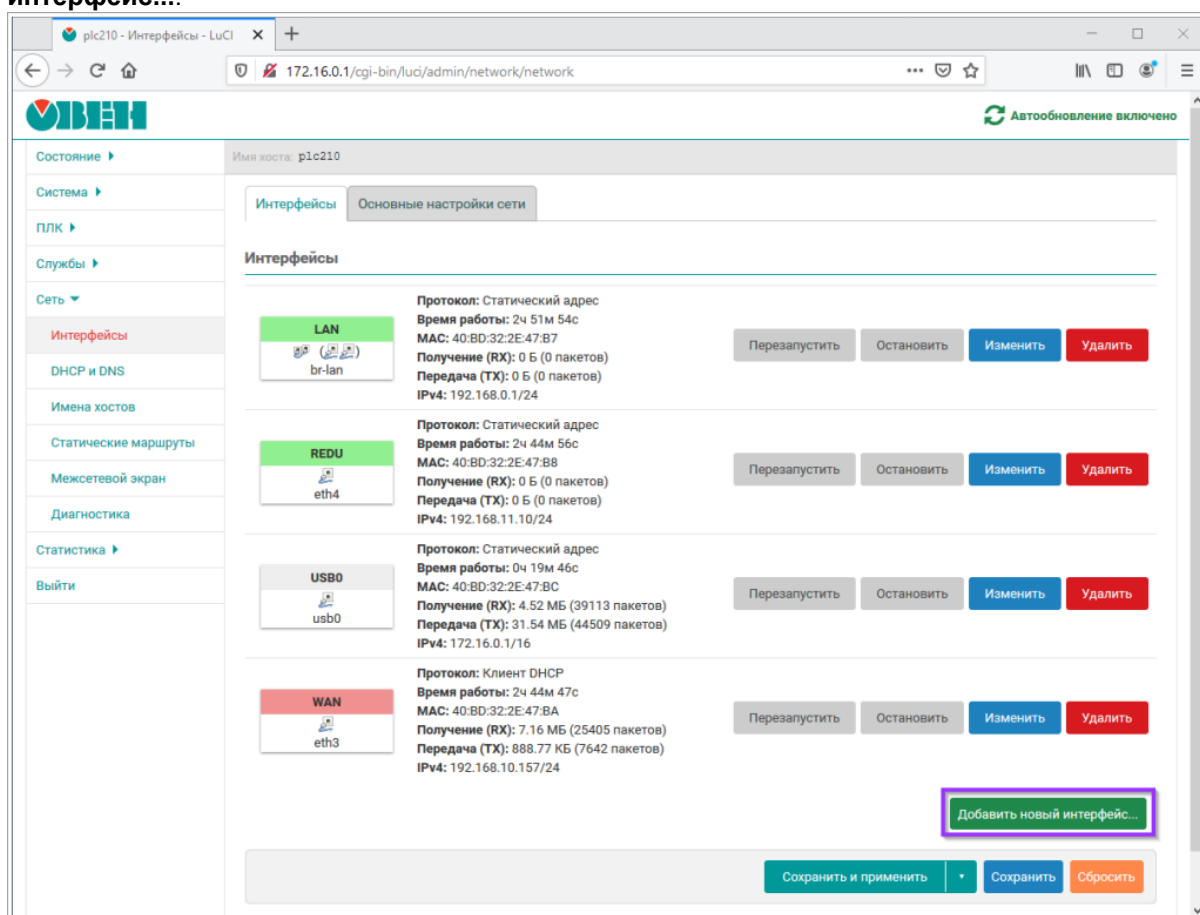 интерфейс...
plc210 - Интерфейсы - LuCI
172.16.0.1/cgi-bin/luci/admin/network/network
ОВЕН
Автообновление включено
Имя хоста: plc210
Состояние
Система
ПЛК
Службы
Сеть
Интерфейсы
DHCP и DNS
Имена хостов
Статические маршруты
Межсетевой экран
Диагностика
Статистика
Выйти
Интерфейсы Основные настройки сети
Интерфейсы
LAN
br-lan
Протокол: Статический адрес
Время работы: 2ч 51м 54с
MAC: 40:BD:32:2E:47:B7
Получение (RX): 0 Б (0 пакетов)
Передача (TX): 0 Б (0 пакетов)
IPv4: 192.168.0.1/24
Перезапустить Остановить Изменить Удалить
REDU
eth4
Протокол: Статический адрес
Время работы: 2ч 44м 56с
MAC: 40:BD:32:2E:47:B8
Получение (RX): 0 Б (0 пакетов)
Передача (TX): 0 Б (0 пакетов)
IPv4: 192.168.11.10/24
Перезапустить Остановить Изменить Удалить
USB0
usb0
Протокол: Статический адрес
Время работы: 0ч 19м 46с
MAC: 40:BD:32:2E:47:BC
Получение (RX): 4.52 МБ (39113 пакетов)
Передача (TX): 31.54 МБ (44509 пакетов)
IPv4: 172.16.0.1/16
Перезапустить Остановить Изменить Удалить
WAN
eth3
Протокол: Клиент DHCP
Время работы: 2ч 44м 47с
MAC: 40:BD:32:2E:47:BA
Получение (RX): 7.16 МБ (25405 пакетов)
Передача (TX): 888.77 КБ (7642 пакетов)
IPv4: 192.168.10.157/24
Перезапустить Остановить Изменить Удалить
Добавить новый интерфейс...
Сохранить и применить Сохранить Сбросить